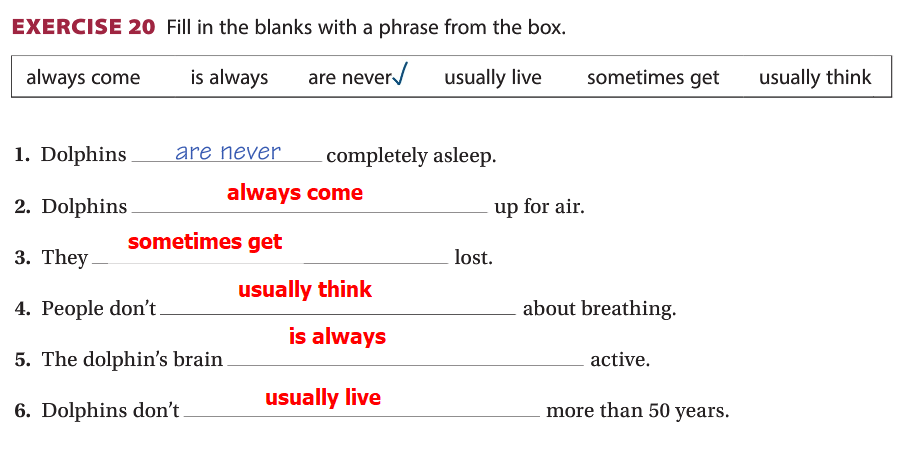 EXERCISE 20 Fill in the blanks with a phrase from the box.
always come is always are never✓ usually live sometimes get usually think
1. Dolphins are never completely asleep.
2. Dolphins always come up for air.
3. They sometimes get lost.
4. People don't usually think about breathing.
5. The dolphin's brain is always active.
6. Dolphins don't usually live more than 50 years.